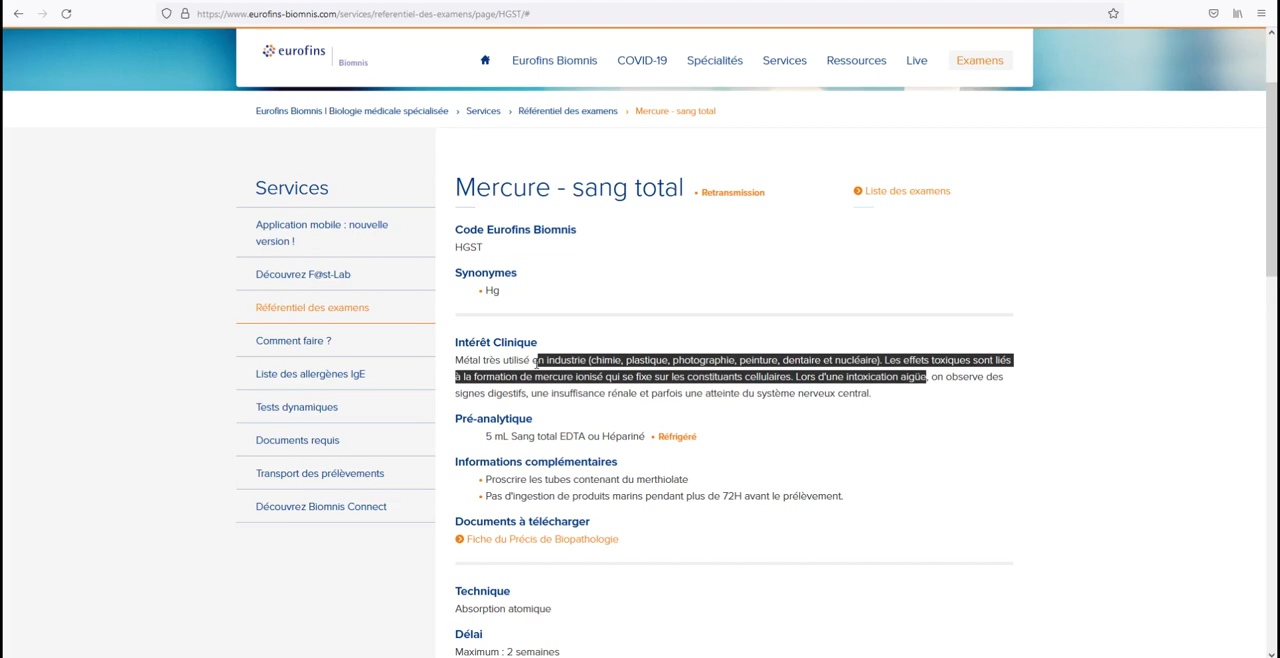 https://www.eurofins-biomnis.com/services/referentiel-des-examens/page/HGST/#
eurofins
Biomnis
Eurofins Biomnis
COVID-19
Spécialités
Services
Ressources
Live
Examens
Eurofins Biomnis | Biologie médicale spécialisée › Services › Référentiel des examens › Mercure - sang total
Services
Application mobile : nouvelle
version !
Découvrez F@st-Lab
Référentiel des examens
Comment faire ?
Liste des allergènes IgE
Tests dynamiques
Documents requis
Transport des prélèvements
Découvrez Biomnis Connect
Mercure - sang total • Retransmission
Liste des examens
Code Eurofins Biomnis
HGST
Synonymes
• Hg
Intérêt Clinique
Métal très utilisé en industrie (chimie, plastique, photographie, peinture, dentaire et nucléaire). Les effets toxiques sont liés
à la formation de mercure ionisé qui se fixe sur les constituants cellulaires. Lors d'une intoxication aigüe, on observe des
signes digestifs, une insuffisance rénale et parfois une atteinte du système nerveux central.
Pré-analytique
5 mL Sang total EDTA ou Hépariné • Réfrigéré
Informations complémentaires
• Proscrire les tubes contenant du merthiolate
• Pas d'ingestion de produits marins pendant plus de 72H avant le prélèvement.
Documents à télécharger
Fiche du Précis de Biopathologie
Technique
Absorption atomique
Délai
Maximum : 2 semaines